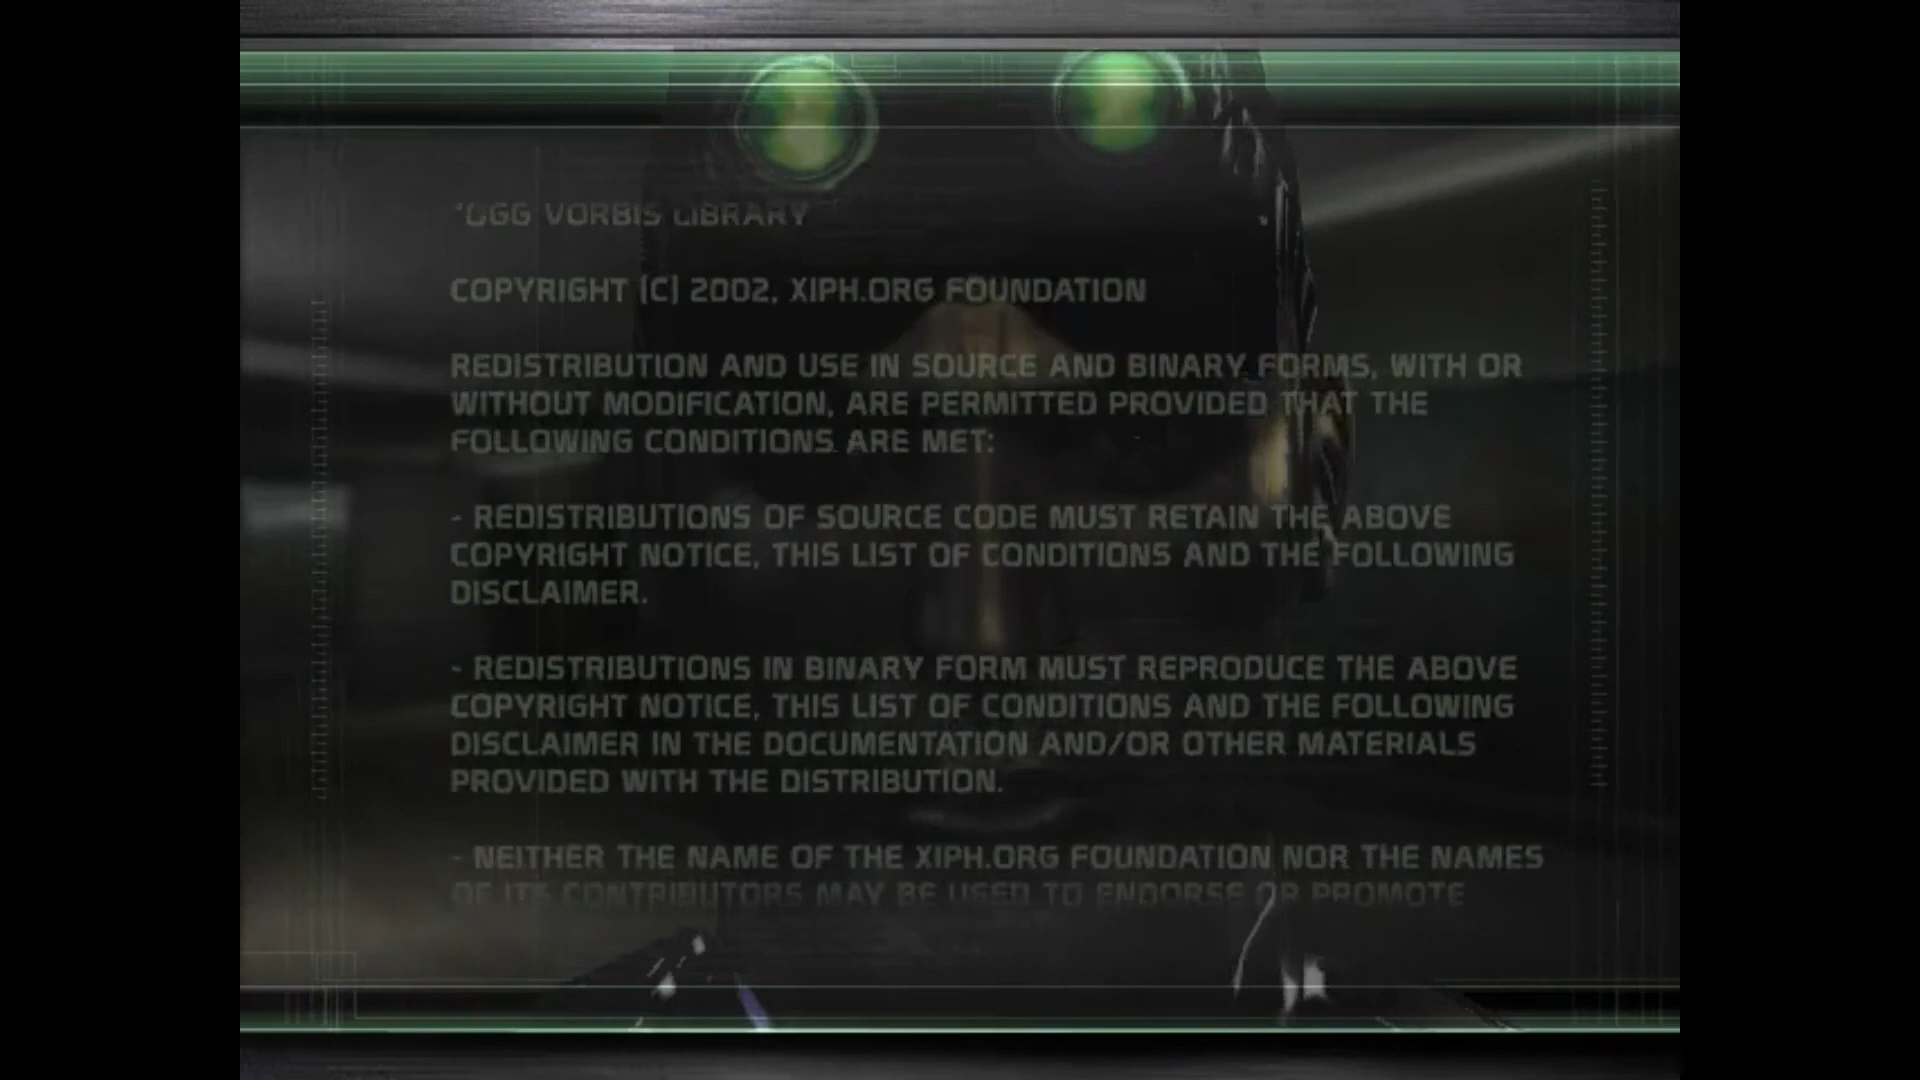 "OGG VORBIS LIBRARY
COPYRIGHT (C) 2002, XIPH.ORG FOUNDATION
REDISTRIBUTION AND USE IN SOURCE AND BINARY FORMS, WITH OR
WITHOUT MODIFICATION, ARE PERMITTED PROVIDED THAT THE
FOLLOWING CONDITIONS ARE MET:
- REDISTRIBUTIONS OF SOURCE CODE MUST RETAIN THE ABOVE
COPYRIGHT NOTICE, THIS LIST OF CONDITIONS AND THE FOLLOWING
DISCLAIMER.
- REDISTRIBUTIONS IN BINARY FORM MUST REPRODUCE THE ABOVE
COPYRIGHT NOTICE, THIS LIST OF CONDITIONS AND THE FOLLOWING
DISCLAIMER IN THE DOCUMENTATION AND/OR OTHER MATERIALS
PROVIDED WITH THE DISTRIBUTION.
- NEITHER THE NAME OF THE XIPH.ORG FOUNDATION NOR THE NAMES
OF ITS CONTRIBUTORS MAY BE USED TO ENDORSE OR PROMOTE